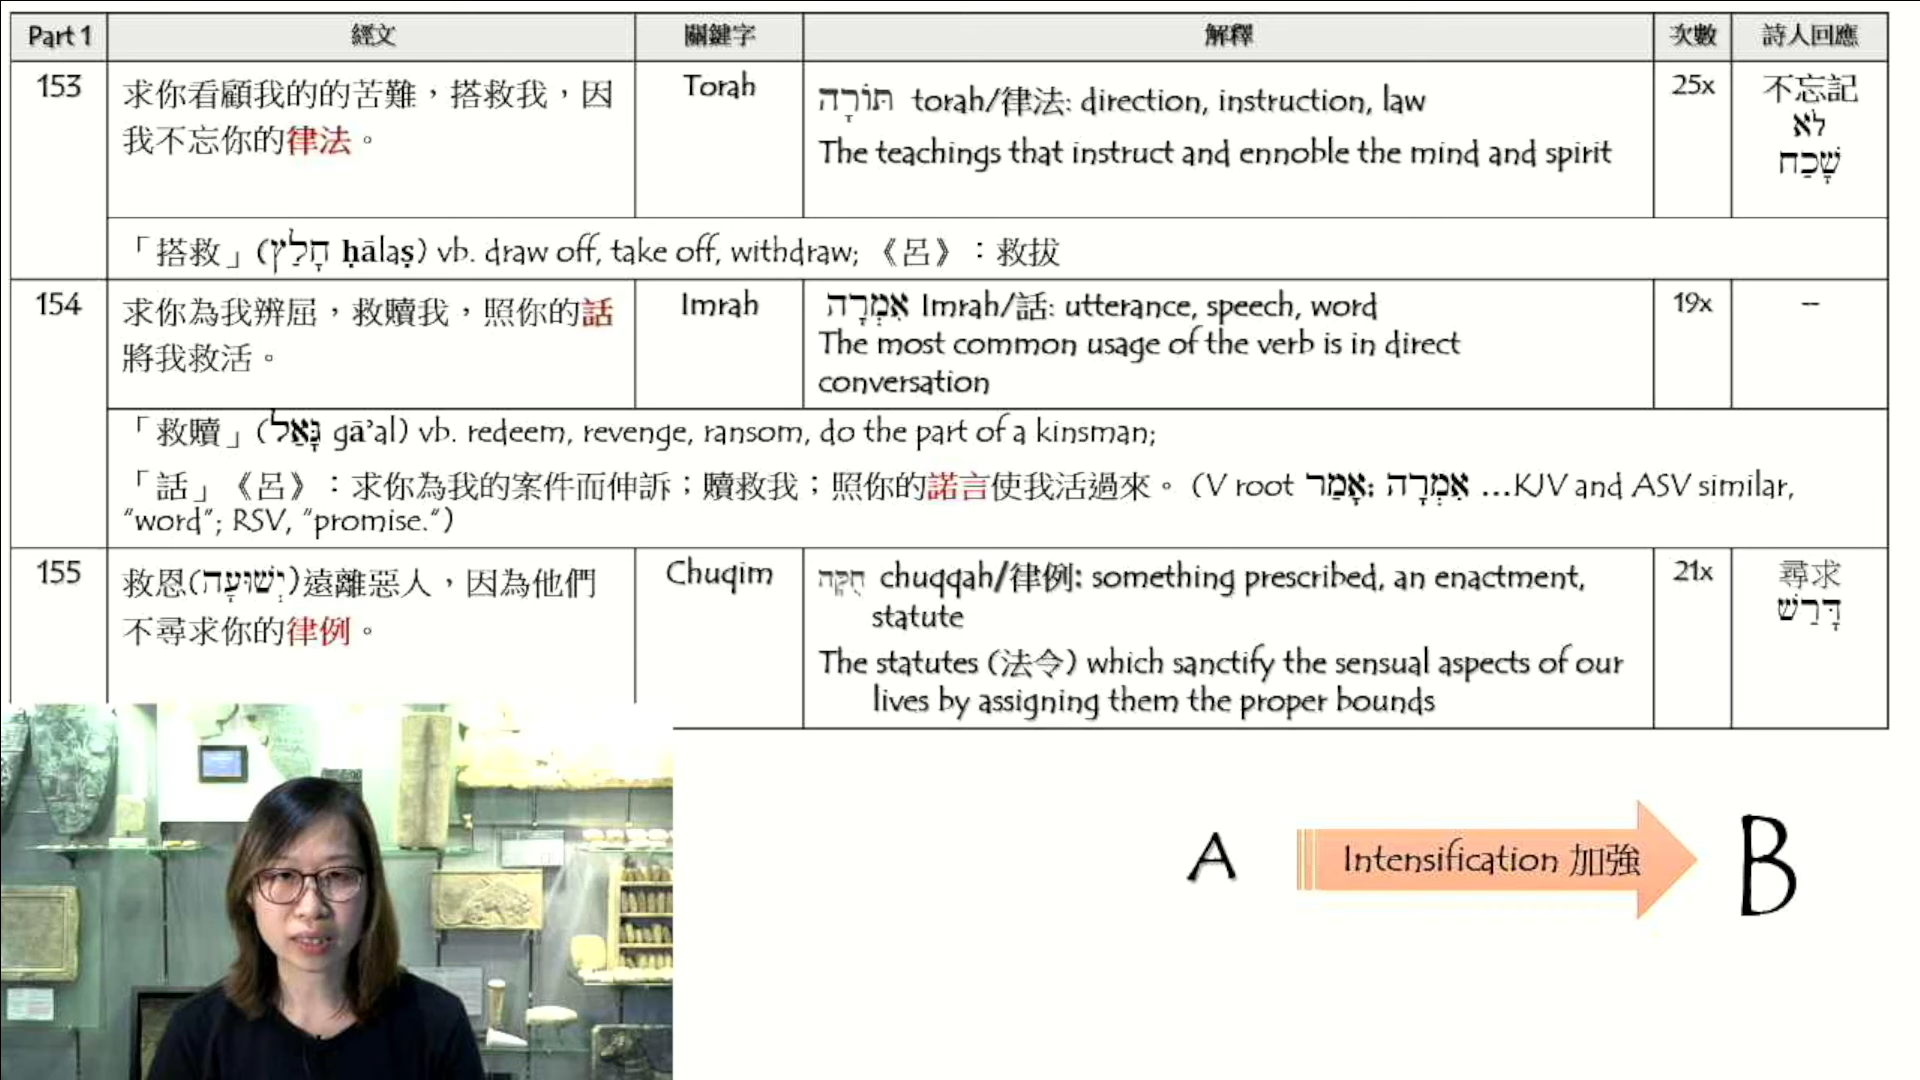 Part 1 經文 關鍵字 解釋 次數 詩人回應
153 求你看顧我的的苦難，搭救我，因 Torah תּוֹרָה torah/律法: direction, instruction, law 25x 不忘記
我不忘你的律法。 The teachings that instruct and ennoble the mind and spirit לֹא
שָׁכַח
「搭救」(חָלַץ ḥālaṣ) vb. draw off, take off, withdraw; 《呂》：救拔
154 求你為我辨屈，救贖我，照你的話 Imrah אִמְרָה Imrah/話: utterance, speech, word 19x --
將我救活。 The most common usage of the verb is in direct
conversation
「救贖」(גָּאַל gā’al) vb. redeem, revenge, ransom, do the part of a kinsman;
「話」《呂》：求你為我的案件而伸訴；贖救我；照你的諾言使我活過來。 (V root אָמַר; אִמְרָה ...KJV and ASV similar,
“word”; RSV, “promise.“)
155 救恩(יְשׁוּעָה)遠離惡人，因為他們 Chuqim חֻקָּה chuqqah/律例: something prescribed, an enactment, 21x 尋求
不尋求你的律例。 statute דָּרַשׁ
The statutes (法令) which sanctify the sensual aspects of our
lives by assigning them the proper bounds
A Intensification 加強 B